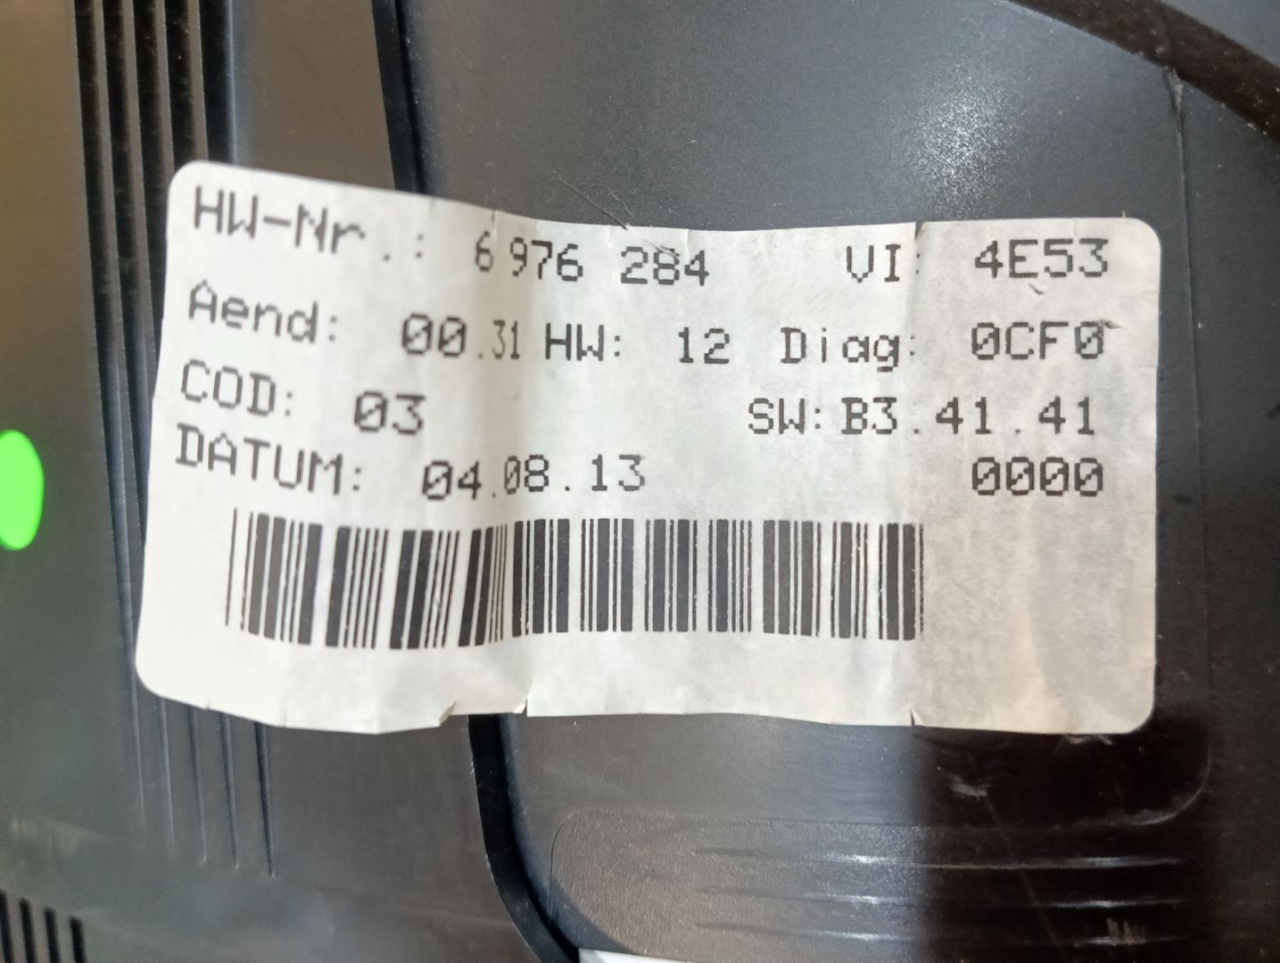 HW-Nr.: 6 976 284 VI: 4E53
Aend: 00.31 HW: 12 Diag: 0CF0
COD: 03 SW: B3.41.41
DATUM: 04.08.13 0000